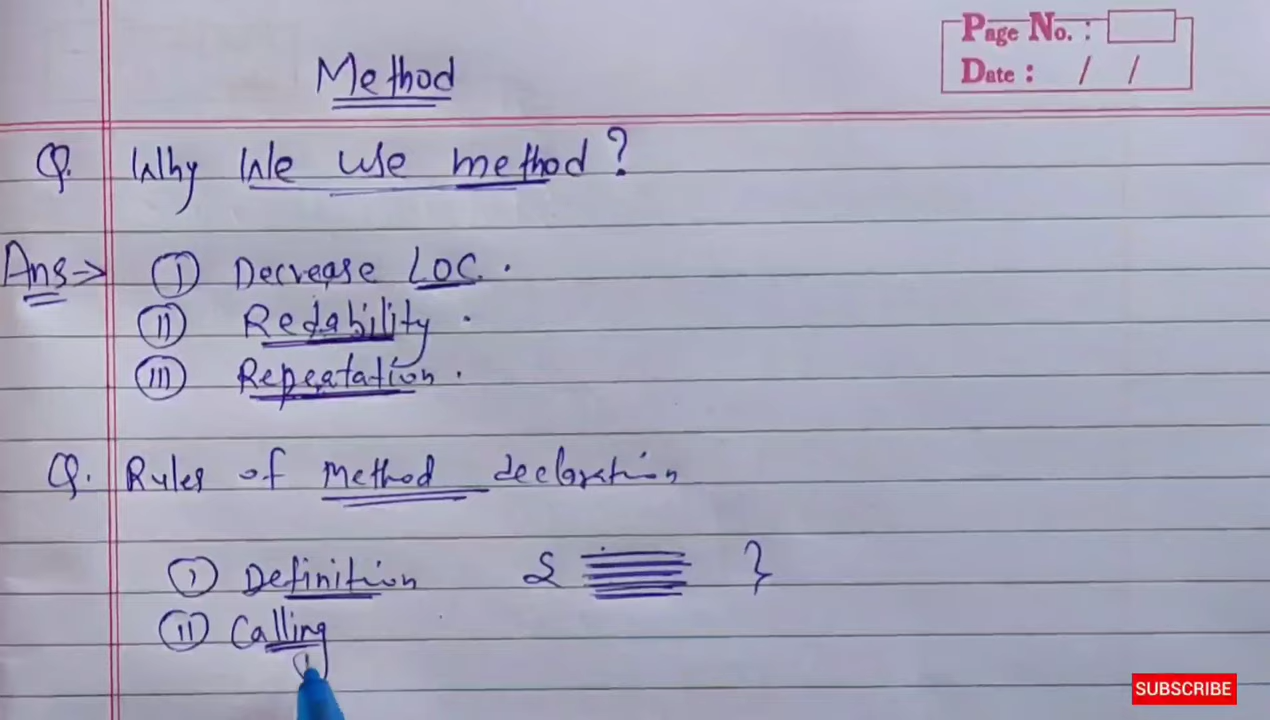 Page No. :
Date : / /
Method
Q. Why We use method?
Ans→ (I) Decrease LOC.
(II) Redability.
(III) Repeatation.
Q. Rules of Method declaration
(I) Definition { }
(II) Calling
SUBSCRIBE